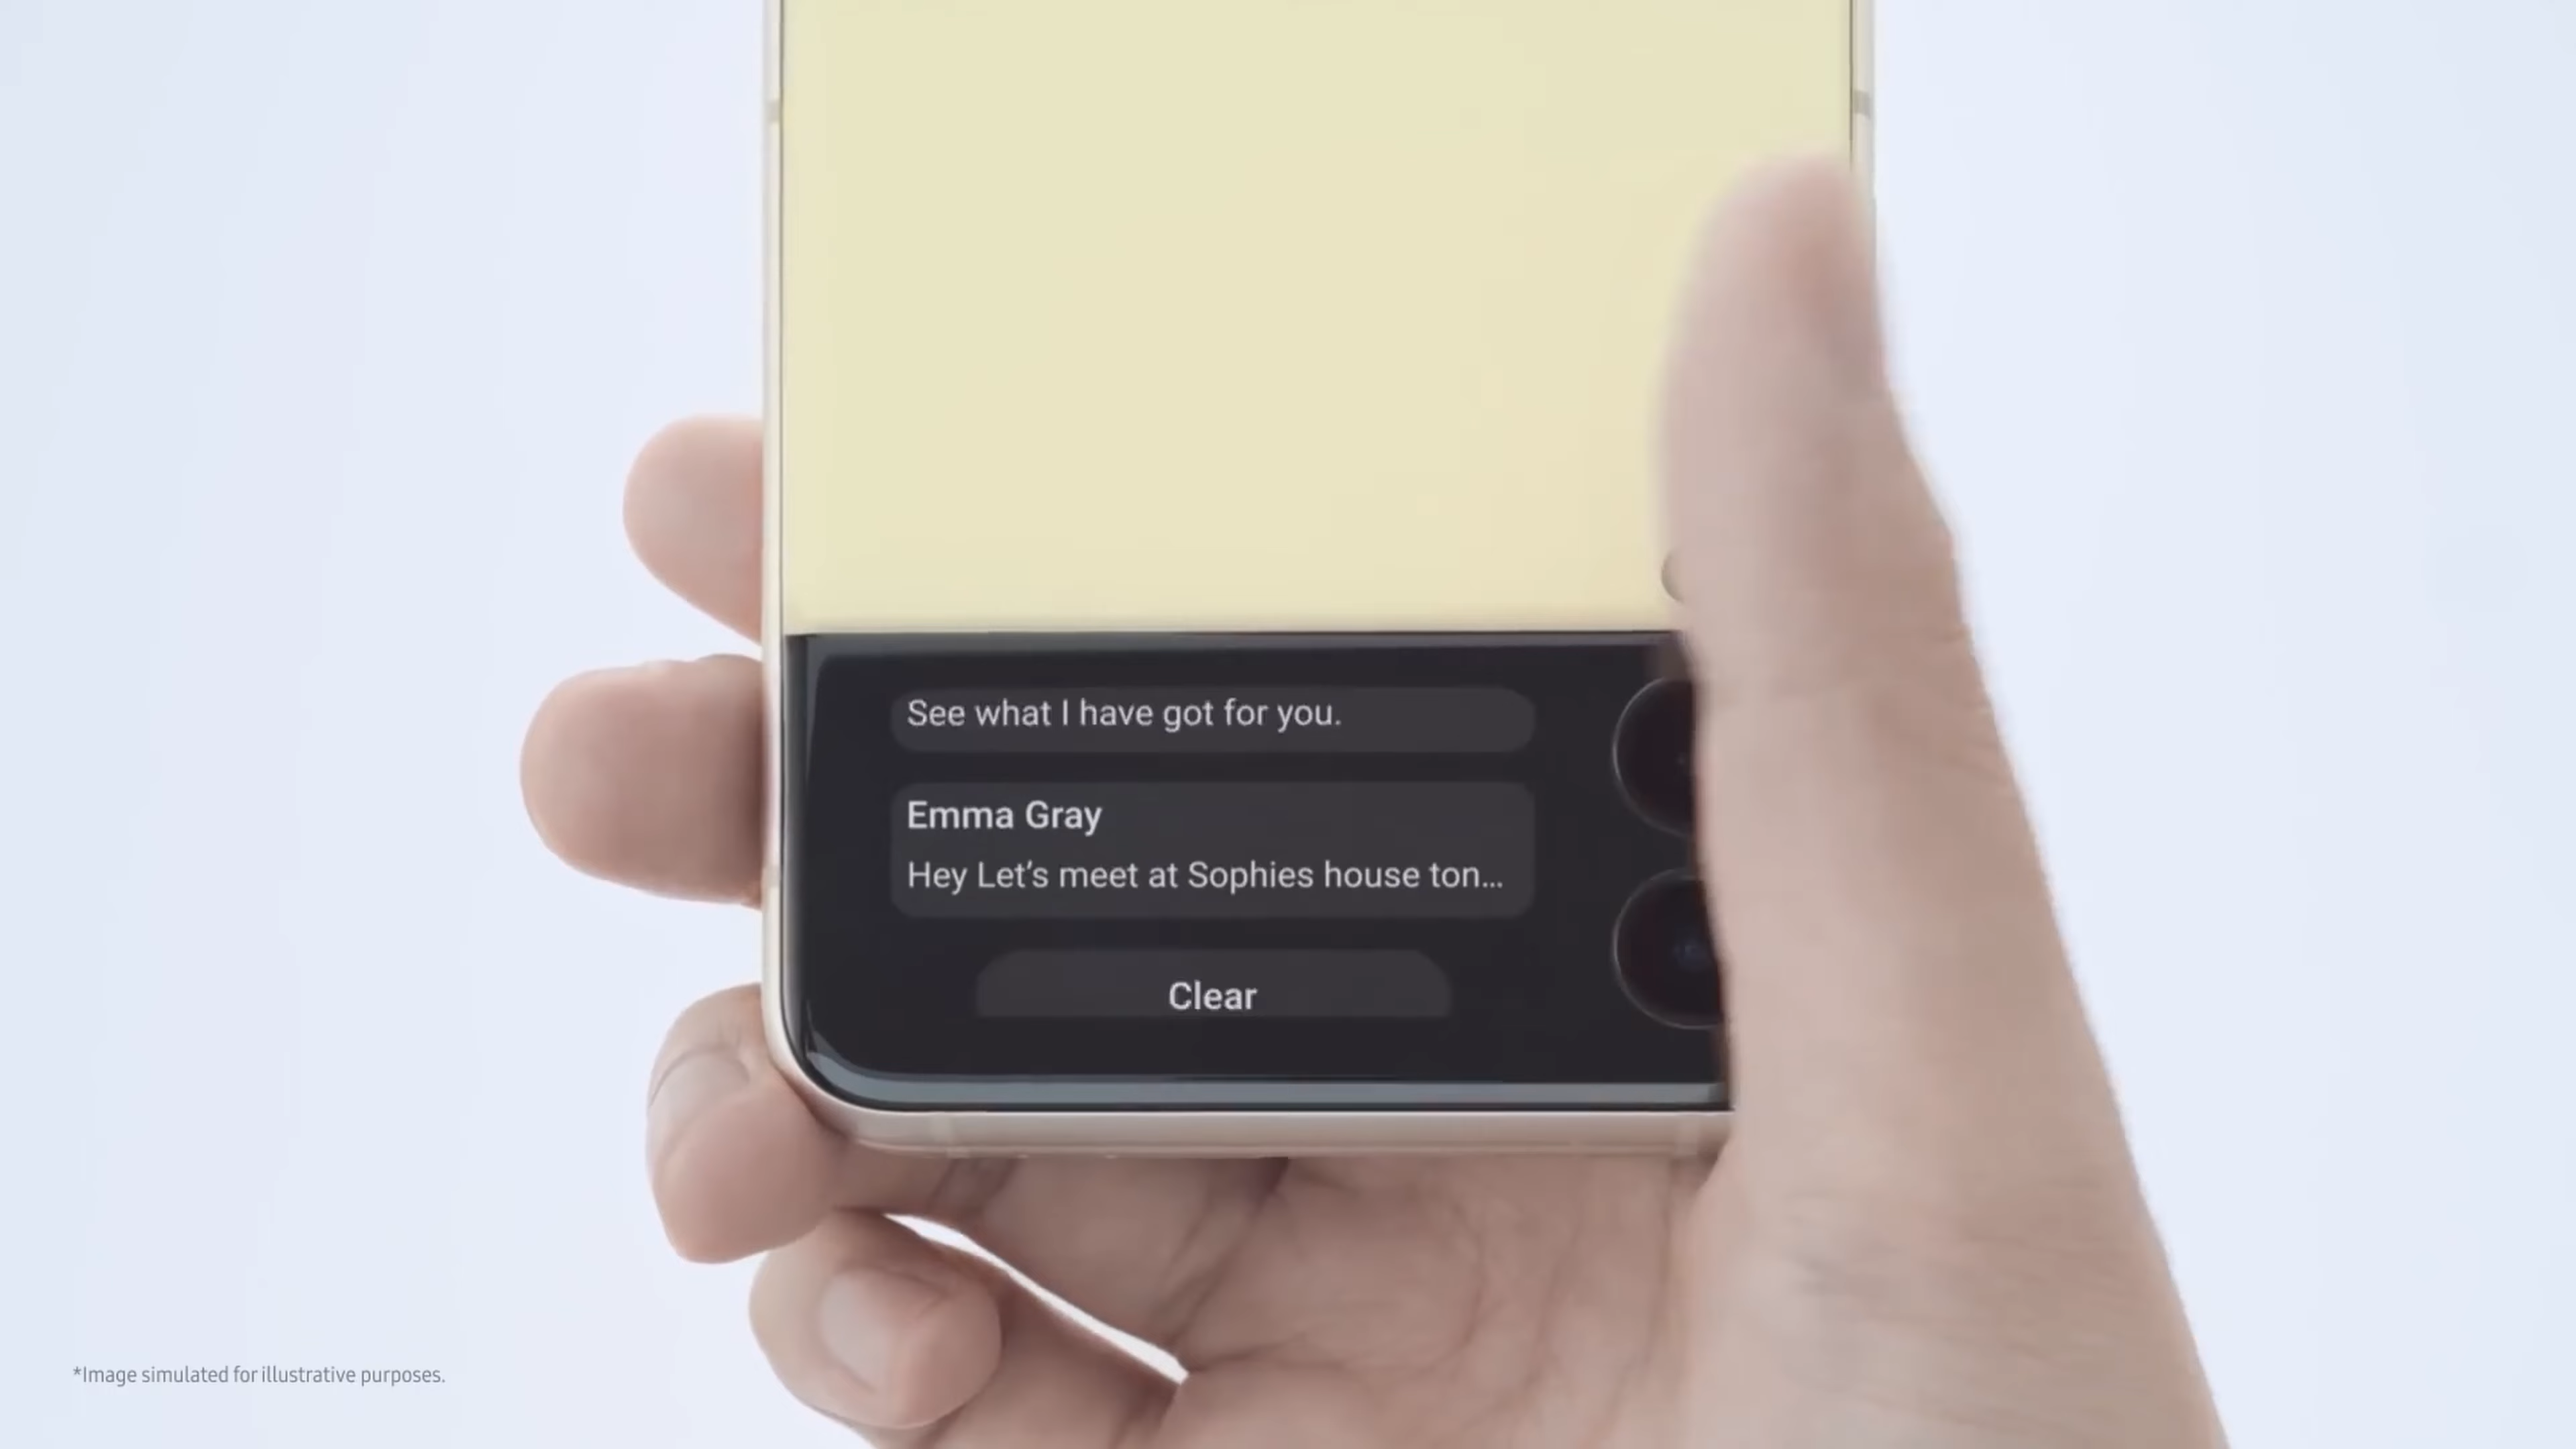 See what I have got for you.
Emma Gray
Hey Let's meet at Sophies house ton...
Clear
*Image simulated for illustrative purposes.